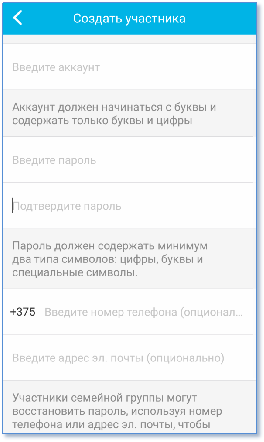 Создать участника
Введите аккаунт
Аккаунт должен начинаться с буквы и
содержать только буквы и цифры
Введите пароль
Подтвердите пароль
Пароль должен содержать минимум
два типа символов: цифры, буквы и
специальные символы.
+375 Введите номер телефона (опционал...
Введите адрес эл. почты (опционально)
Участники семейной группы могут
восстановить пароль, используя номер
телефона или адрес эл. почты, чтобы